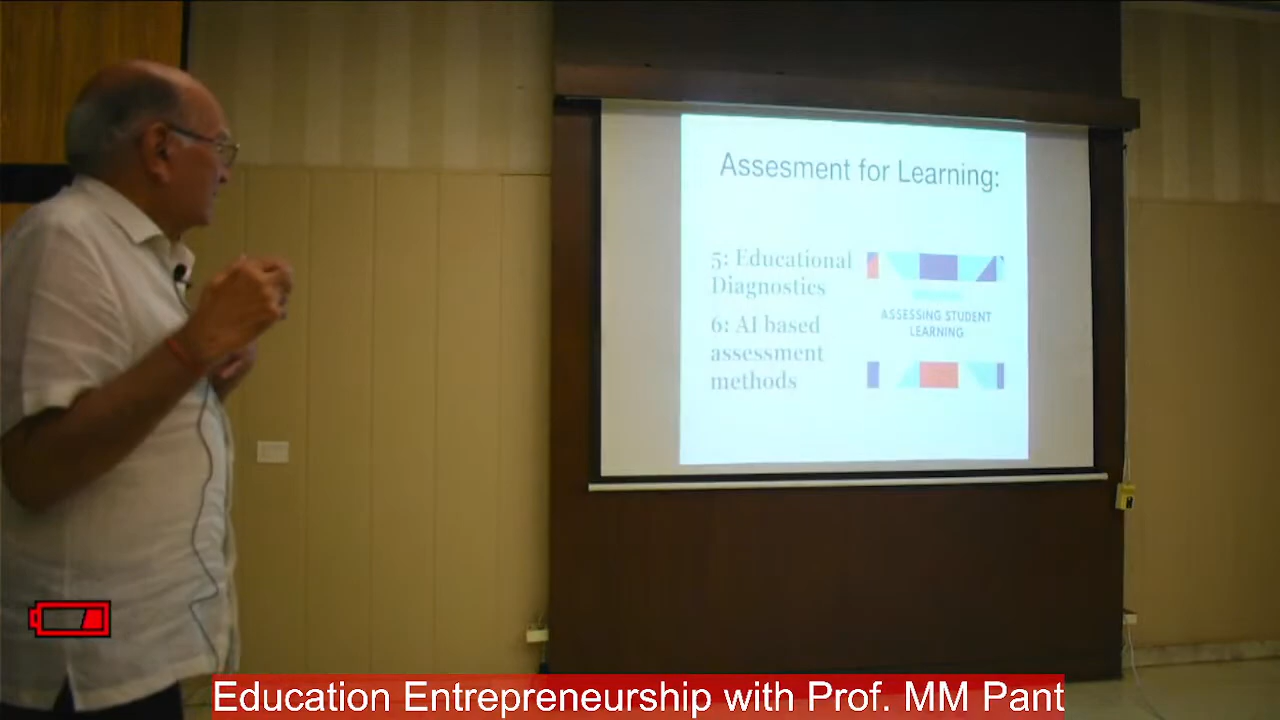 Assesment for Learning:
5: Educational
Diagnostics
6: AI based
assessment
methods
ASSESSING STUDENT
LEARNING
Education Entrepreneurship with Prof. MM Pant